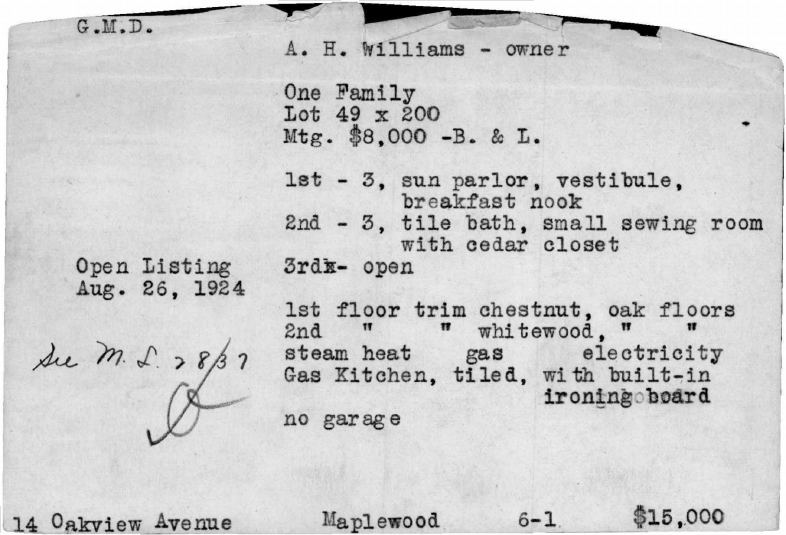 G.M.D.
A. H. Williams - owner
One Family
Lot 49 x 200
Mtg. $8,000 -B. & L.
1st - 3, sun parlor, vestibule,
breakfast nook
2nd - 3, tile bath, small sewing room
with cedar closet
3rdx- open
Open Listing
Aug. 26, 1924
1st floor trim chestnut, oak floors
2nd " " whitewood, " "
steam heat gas electricity
Gas Kitchen, tiled, with built-in
ironing board
no garage
See M. L. 2837
14 Oakview Avenue Maplewood 6-1 $15,000